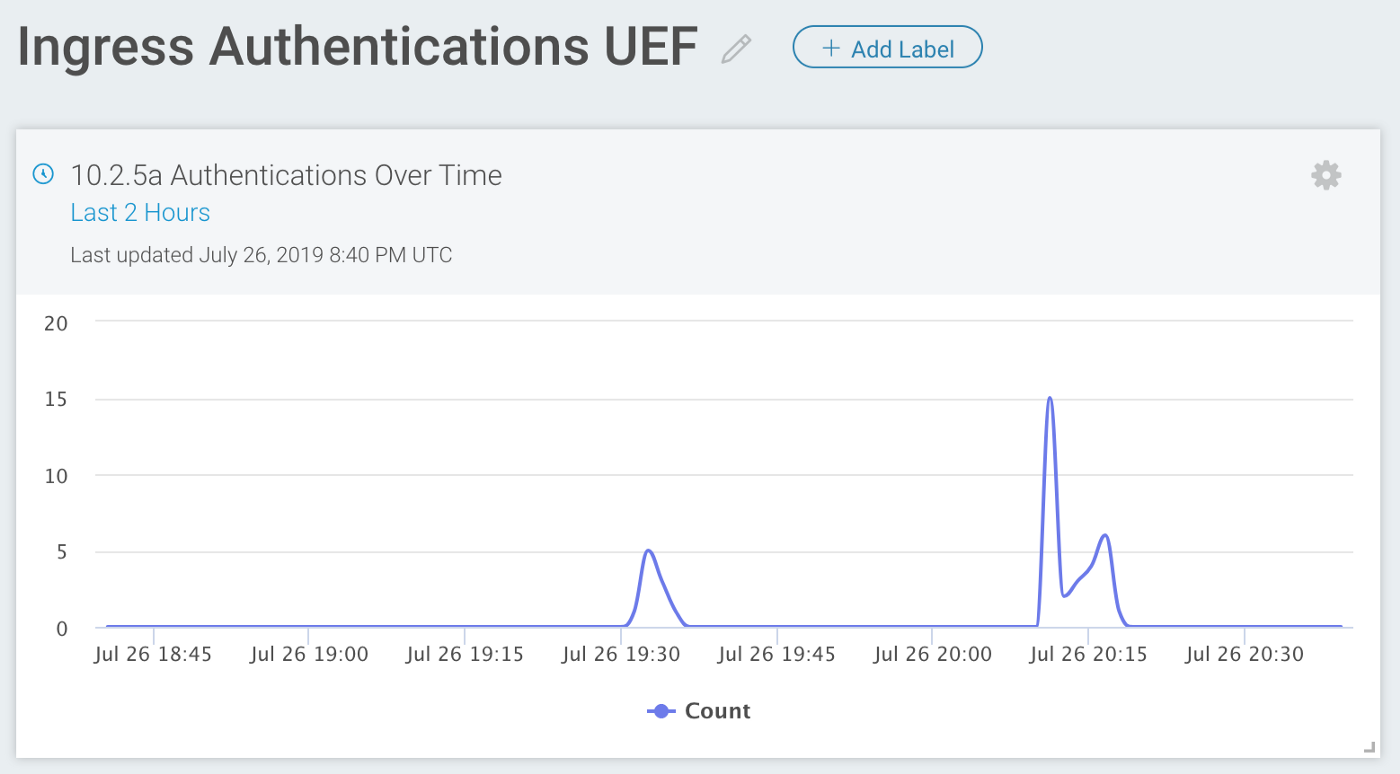 Ingress Authentications UEF
+ Add Label
10.2.5a Authentications Over Time
Last 2 Hours
Last updated July 26, 2019 8:40 PM UTC
20
15
10
5
0
Jul 26 18:45 Jul 26 19:00 Jul 26 19:15 Jul 26 19:30 Jul 26 19:45 Jul 26 20:00 Jul 26 20:15 Jul 26 20:30
Count